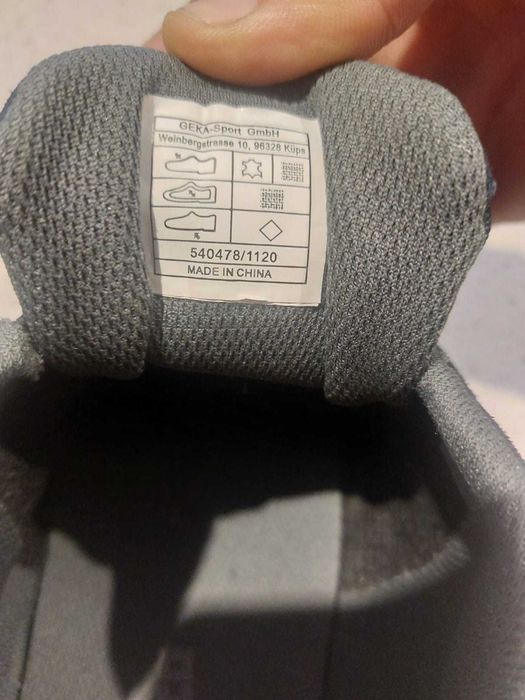 GEKA-Sport GmbH
Weinbergstrasse 10, 96328 Küps
540478/1120
MADE IN CHINA